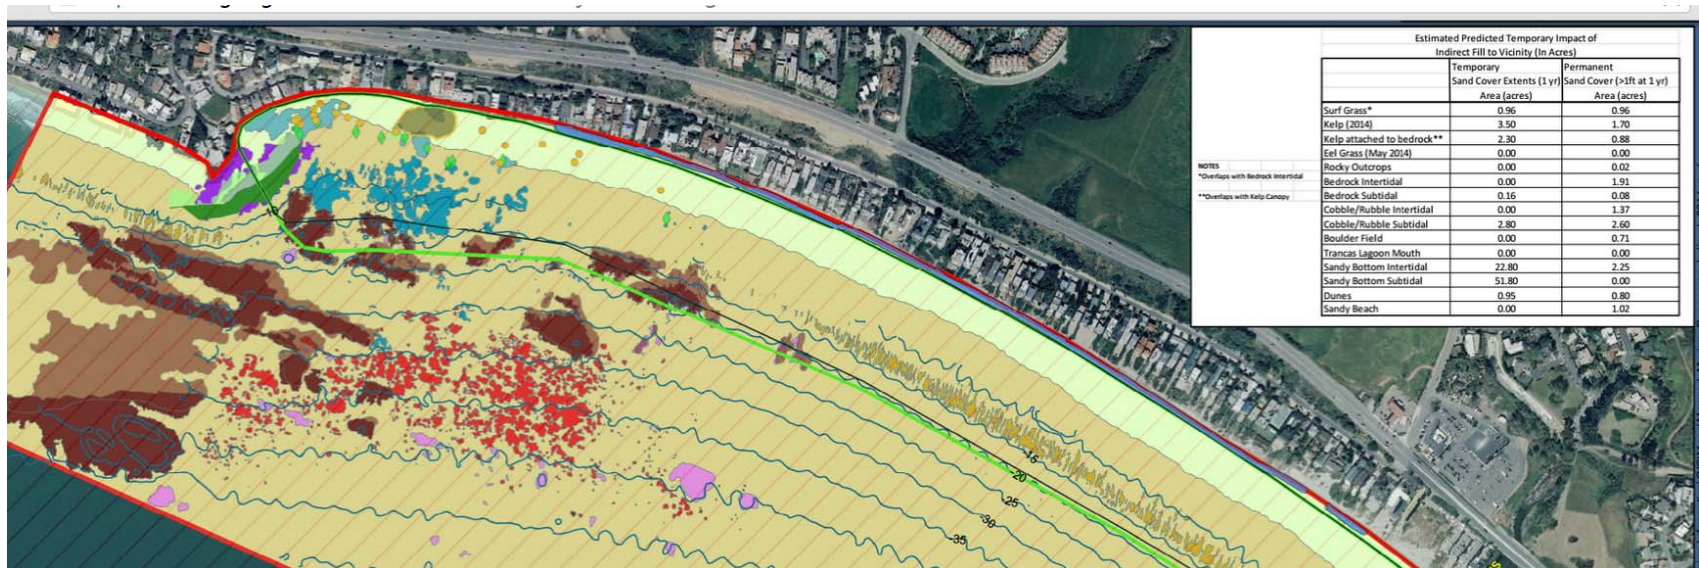 Estimated Predicted Temporary Impact of
Indirect Fill to Vicinity (In Acres)
Temporary Permanent
Sand Cover Extents (1 yr) Sand Cover (>1ft at 1 yr)
Area (acres) Area (acres)
Surf Grass* 0.96 0.96
Kelp (2014) 3.50 1.70
Kelp attached to bedrock** 2.30 0.88
Eel Grass (May 2014) 0.00 0.00
Rocky Outcrops 0.00 0.02
Bedrock Intertidal 0.00 1.91
Bedrock Subtidal 0.16 0.08
Cobble/Rubble Intertidal 0.00 1.37
Cobble/Rubble Subtidal 2.80 2.60
Boulder Field 0.00 0.71
Trancas Lagoon Mouth 0.00 0.00
Sandy Bottom Intertidal 22.80 2.25
Sandy Bottom Subtidal 51.80 0.00
Dunes 0.95 0.80
Sandy Beach 0.00 1.02
NOTES
*Overlaps with Bedrock Intertidal
**Overlaps with Kelp Canopy
-10
-15
-20
-25
-30
-35